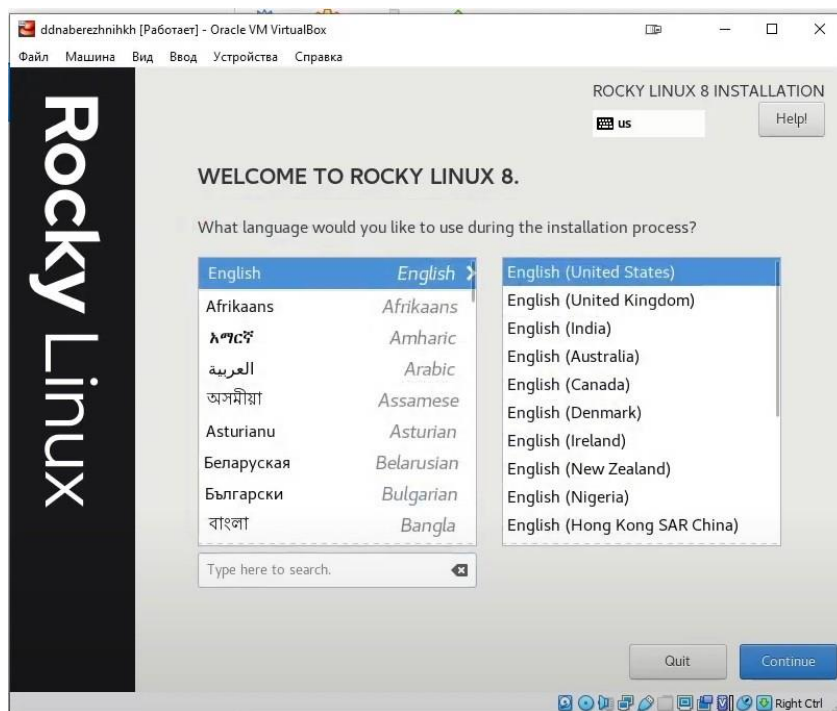 ddnaberezhnihkh [Работает] - Oracle VM VirtualBox
Файл Машина Вид Ввод Устройства Справка
Rocky Linux
ROCKY LINUX 8 INSTALLATION
us
Help!
WELCOME TO ROCKY LINUX 8.
What language would you like to use during the installation process?
English English
Afrikaans Afrikaans
አማርኛ Amharic
العربية Arabic
অসমীয়া Assamese
Asturianu Asturian
Беларуская Belarusian
Български Bulgarian
বাংলা Bangla
Type here to search.
English (United States)
English (United Kingdom)
English (India)
English (Australia)
English (Canada)
English (Denmark)
English (Ireland)
English (New Zealand)
English (Nigeria)
English (Hong Kong SAR China)
Quit
Continue
Right Ctrl